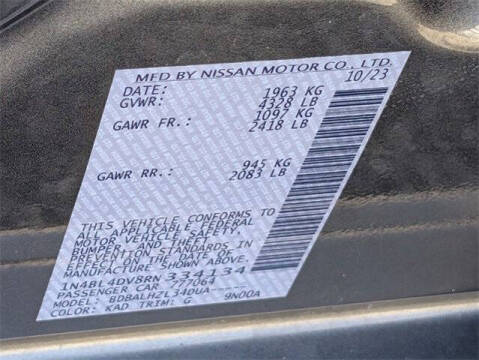 MFD BY NISSAN MOTOR CO., LTD.
DATE: 10/23
GVWR: 1963 KG
4328 LB
GAWR FR.: 1097 KG
2418 LB
GAWR RR.: 945 KG
2083 LB
THIS VEHICLE CONFORMS TO
ALL APPLICABLE FEDERAL
MOTOR VEHICLE SAFETY,
BUMPER, AND THEFT
PREVENTION STANDARDS IN
EFFECT ON THE DATE OF
MANUFACTURE SHOWN ABOVE.
1N4BL4DV8RN334134
PASSENGER CAR 777064
MODEL: BDBALHZL34DUA------
COLOR: KAD TRIM: G 9N00A